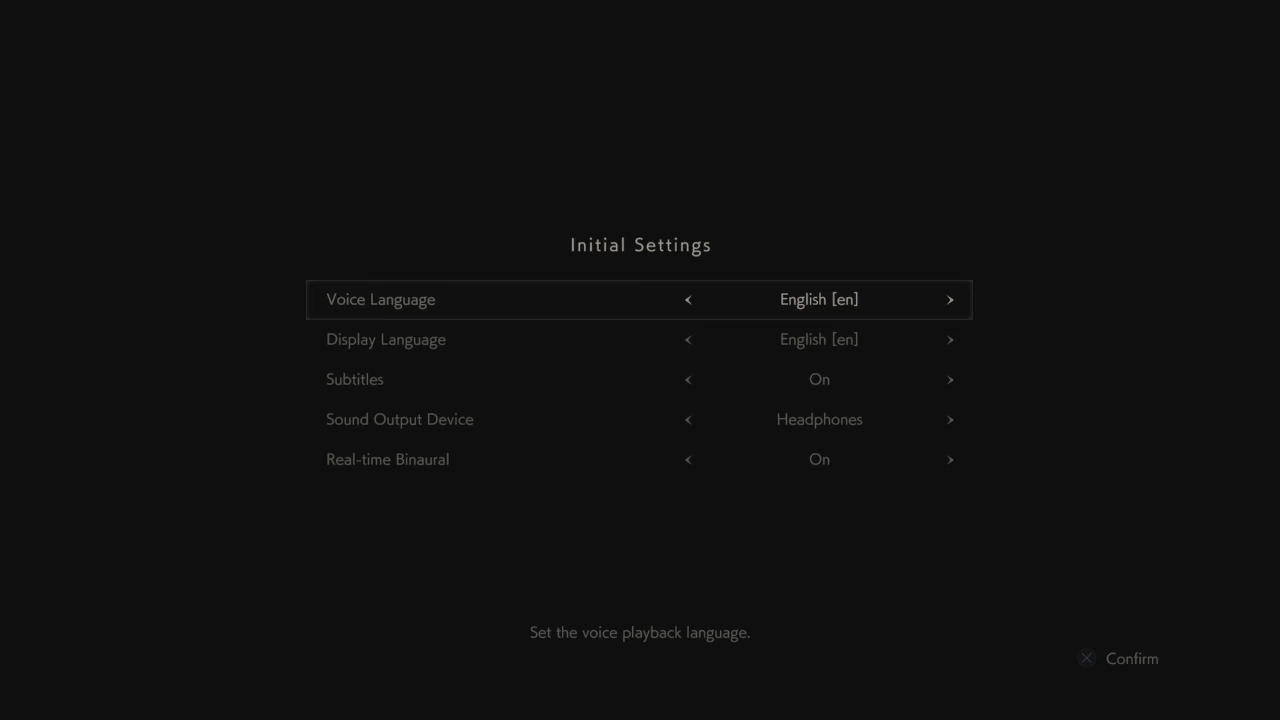 Initial Settings
Voice Language English [en]
Display Language English [en]
Subtitles On
Sound Output Device Headphones
Real-time Binaural On
Set the voice playback language.
Confirm